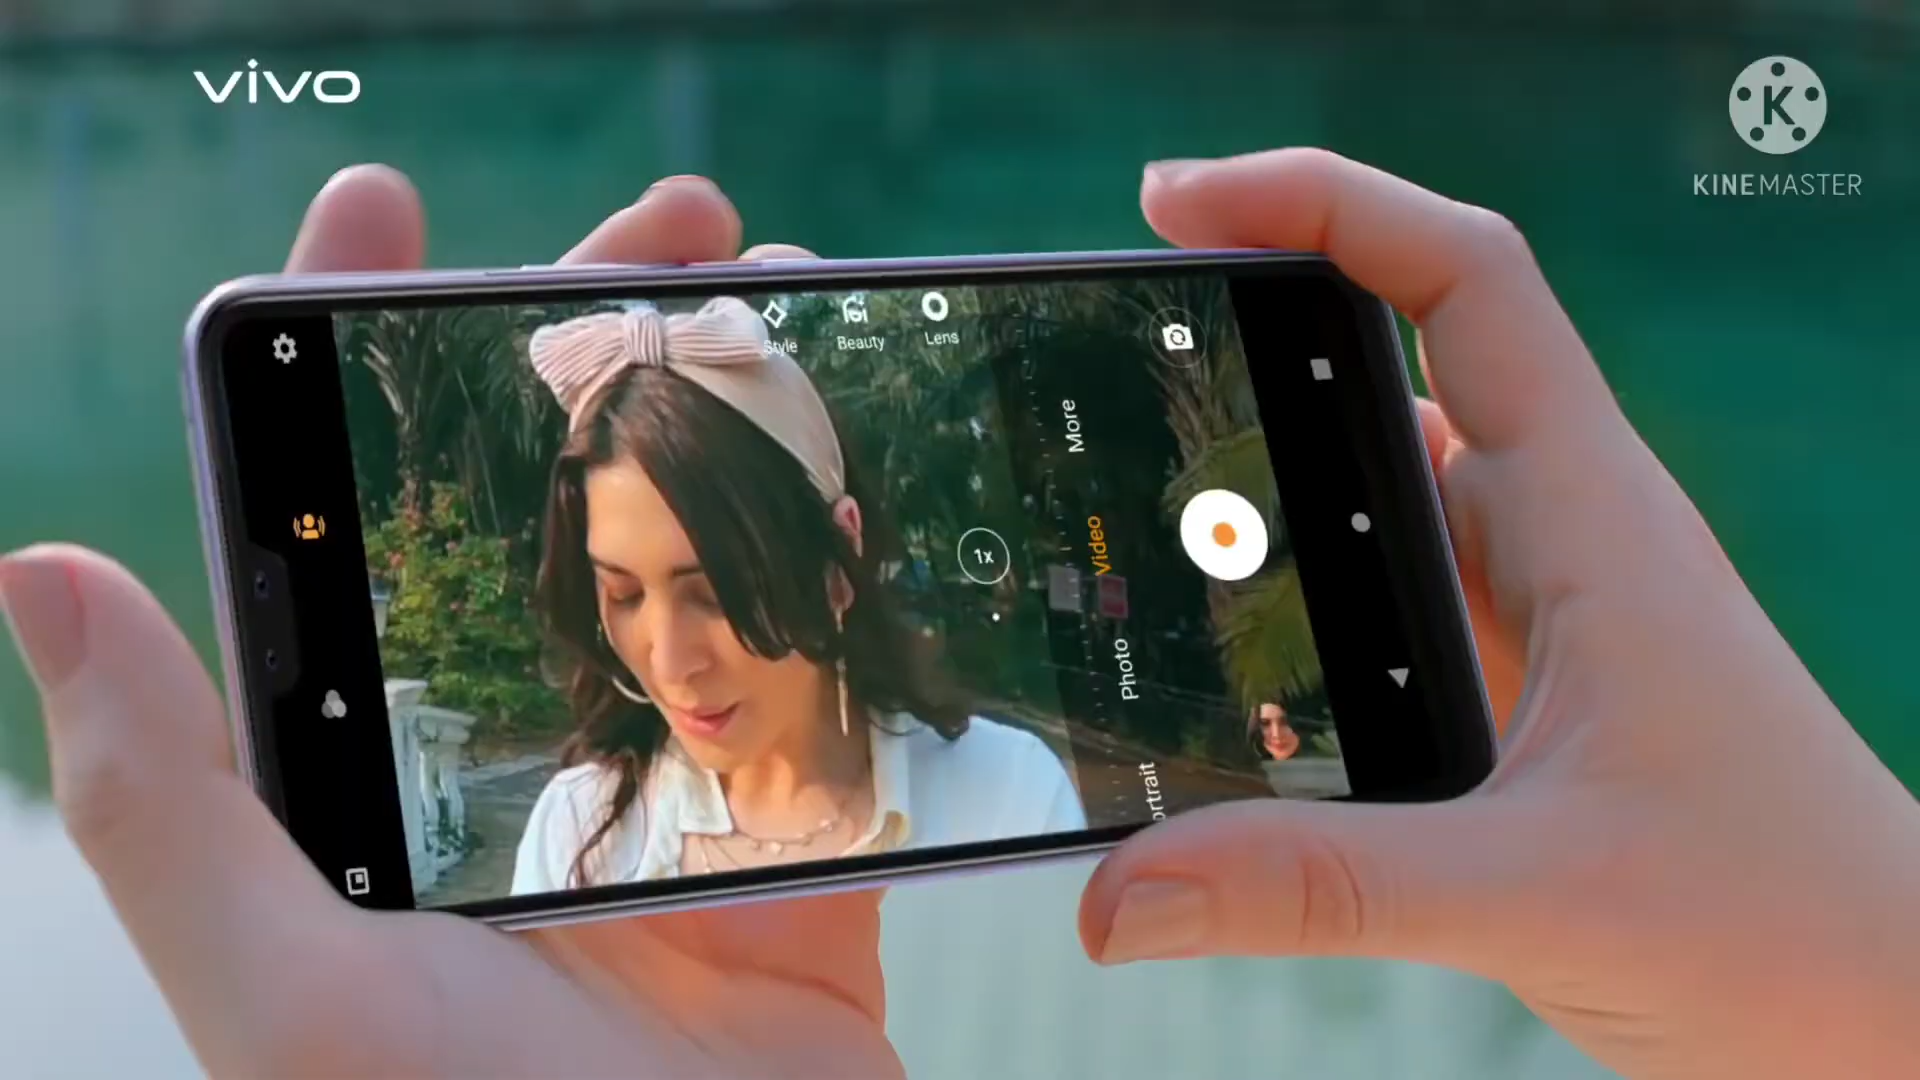 vivo
K
KINEMASTER
Style
Beauty
Lens
More
1x
Video
Photo
ortrait